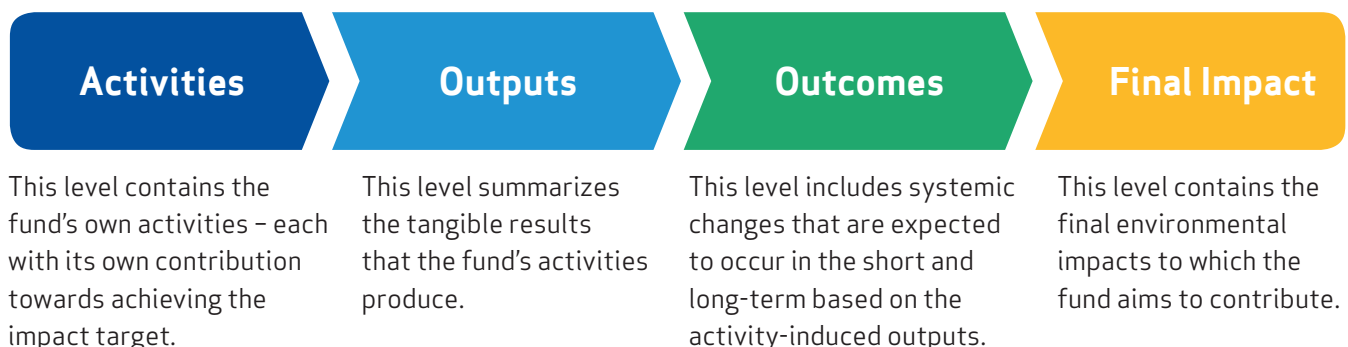 Activities
Outputs
Outcomes
Final Impact
This level contains the
fund's own activities – each
with its own contribution
towards achieving the
impact target.
This level summarizes
the tangible results
that the fund's activities
produce.
This level includes systemic
changes that are expected
to occur in the short and
long-term based on the
activity-induced outputs.
This level contains the
final environmental
impacts to which the
fund aims to contribute.